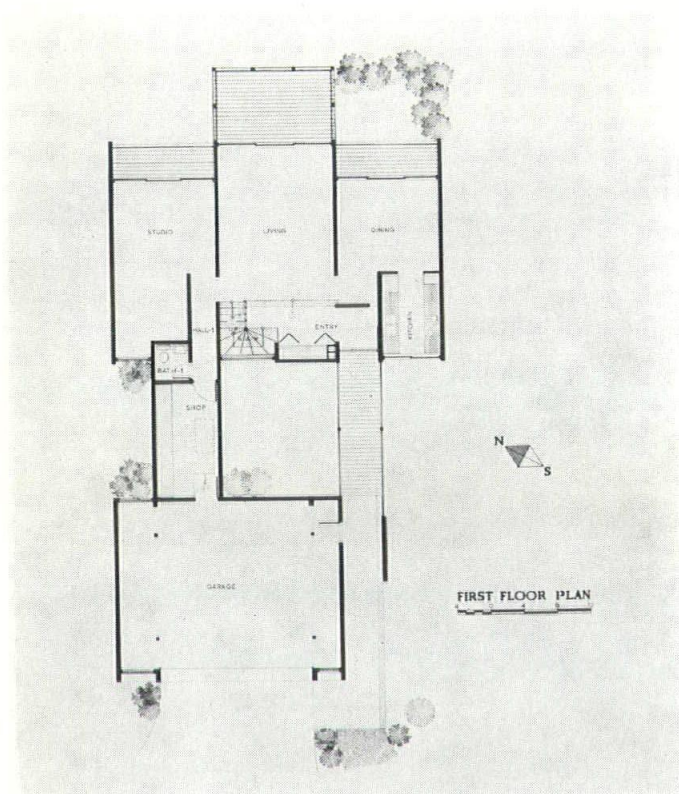 STUDIO
LIVING
DINING
HALL-1
ENTRY
KITCHEN
BATH-1
SHOP
N
S
GARAGE
FIRST FLOOR PLAN